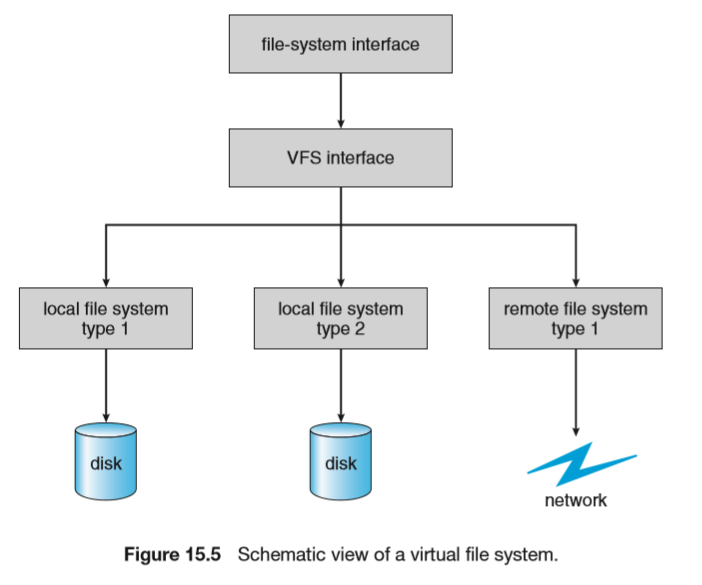 file-system interface
VFS interface
local file system
type 1
local file system
type 2
remote file system
type 1
disk
disk
network
Figure 15.5 Schematic view of a virtual file system.